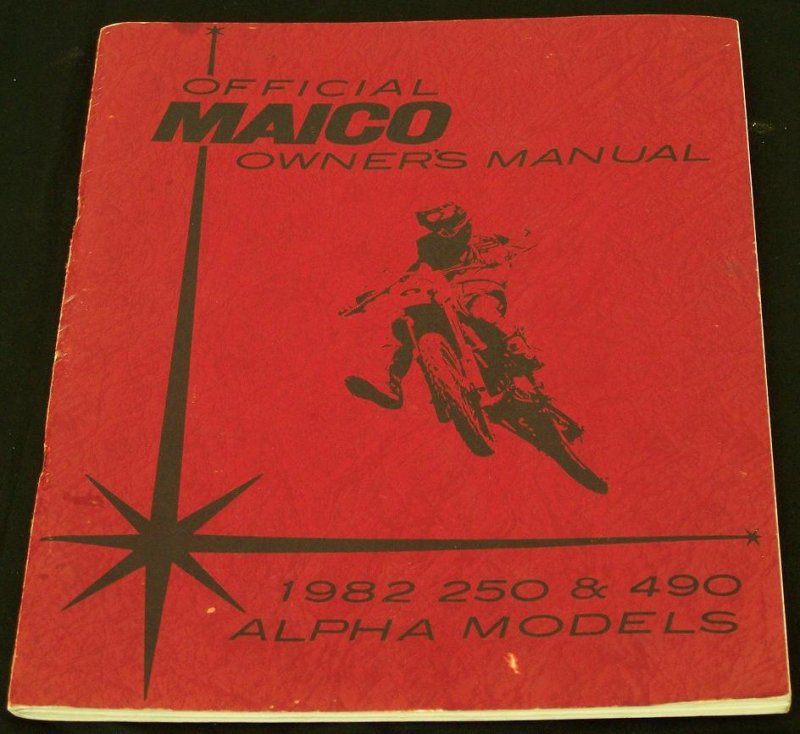 OFFICIAL
MAICO
OWNER'S MANUAL
1982 250 & 490
ALPHA MODELS